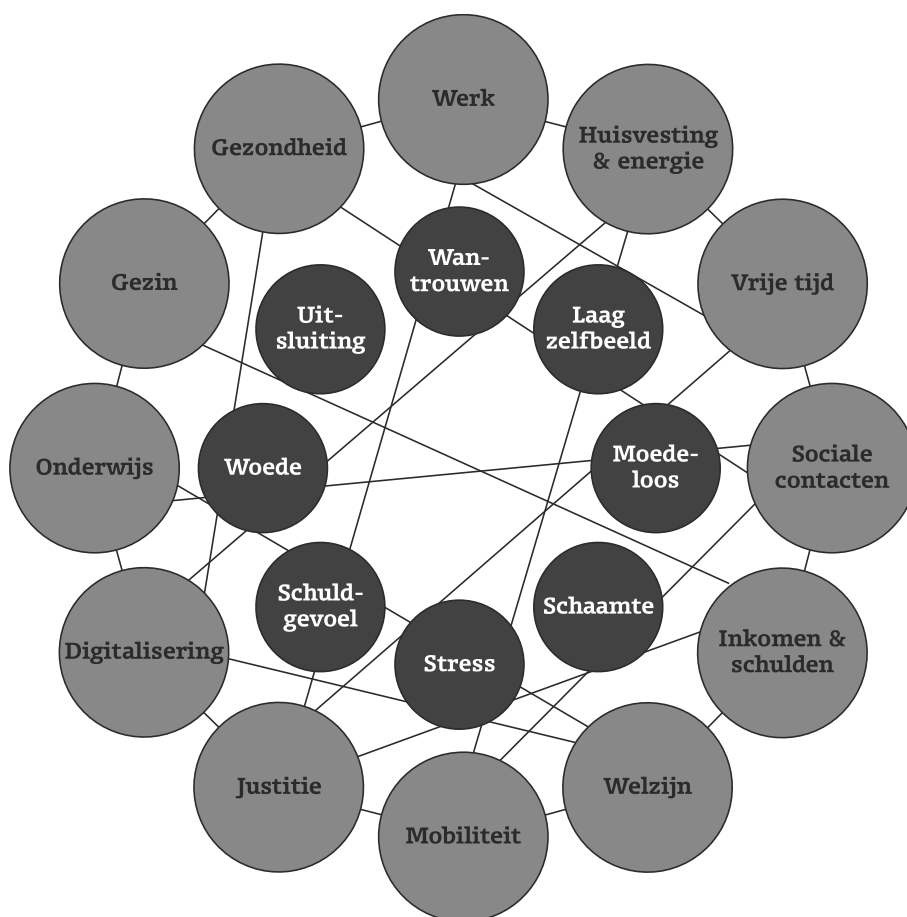 Werk
Gezondheid
Huisvesting
& energie
Wan-
trouwen
Gezin
Vrije tijd
Uit-
sluiting
Laag
zelfbeeld
Onderwijs
Woede
Moede-
loos
Sociale
contacten
Schuld-
gevoel
Schaamte
Digitalisering
Stress
Inkomen &
schulden
Justitie
Welzijn
Mobiliteit